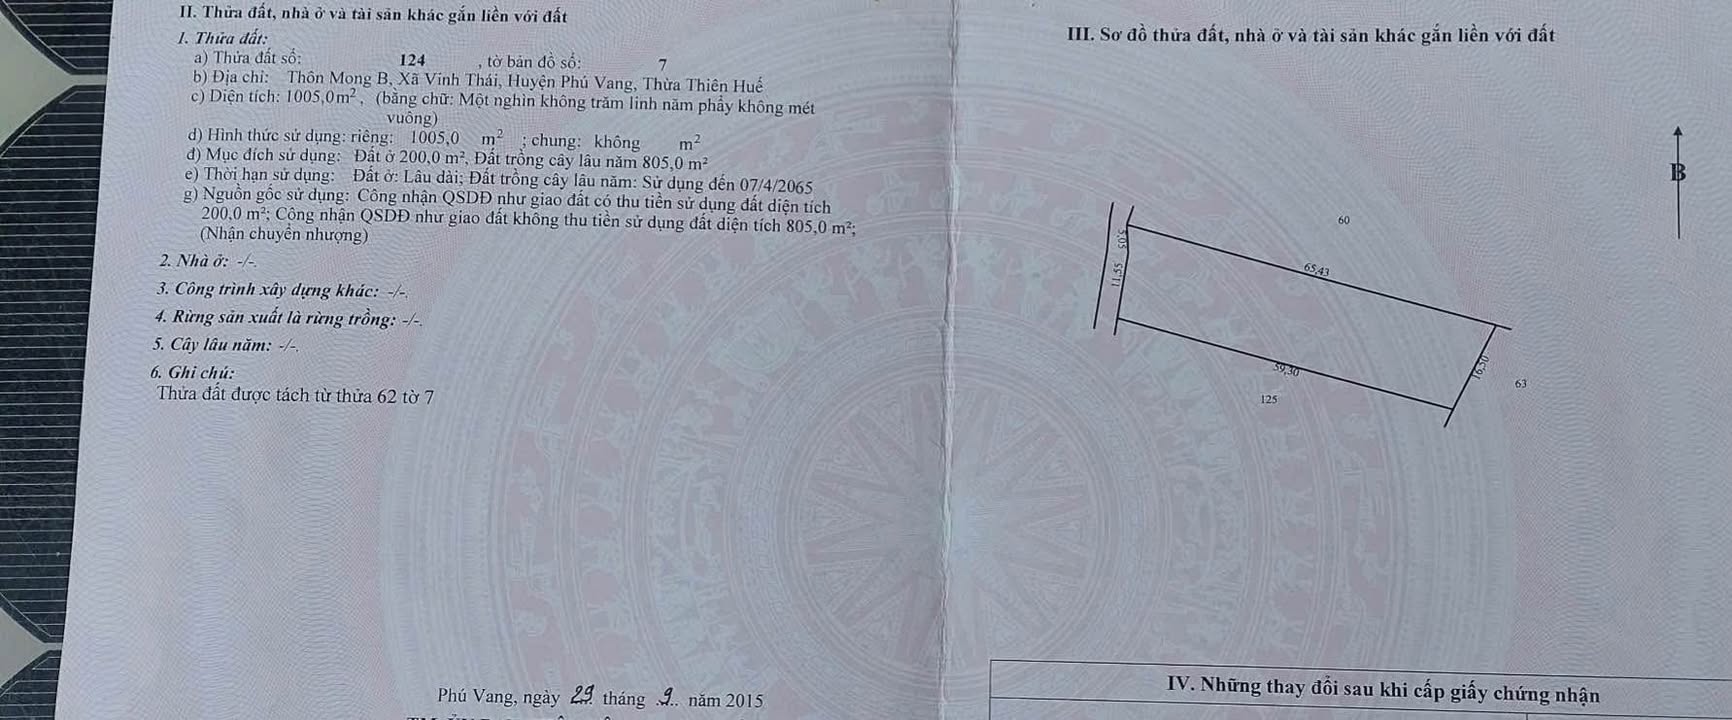 II. Thửa đất, nhà ở và tài sản khác gắn liền với đất
1. Thửa đất:
a) Thửa đất số: 124 , tờ bản đồ số: 7
b) Địa chỉ: Thôn Mong B, Xã Vinh Thái, Huyện Phú Vang, Thừa Thiên Huế
c) Diện tích: 1005,0m², (bằng chữ: Một nghìn không trăm linh năm phẩy không mét
vuông)
d) Hình thức sử dụng: riêng: 1005,0 m² ; chung: không m²
đ) Mục đích sử dụng: Đất ở 200,0 m², Đất trồng cây lâu năm 805,0 m²
e) Thời hạn sử dụng: Đất ở: Lâu dài; Đất trồng cây lâu năm: Sử dụng đến 07/4/2065
g) Nguồn gốc sử dụng: Công nhận QSDĐ như giao đất có thu tiền sử dụng đất diện tích
200,0 m²; Công nhận QSDĐ như giao đất không thu tiền sử dụng đất diện tích 805,0 m²;
(Nhận chuyển nhượng)
2. Nhà ở: -/-.
3. Công trình xây dựng khác: -/-.
4. Rừng sản xuất là rừng trồng: -/-.
5. Cây lâu năm: -/-.
6. Ghi chú:
Thửa đất được tách từ thửa 62 tờ 7
Phú Vang, ngày 29 tháng 9 năm 2015
III. Sơ đồ thửa đất, nhà ở và tài sản khác gắn liền với đất
B
60
5,05
65,43
11,55
16,50
59,30
63
125
IV. Những thay đổi sau khi cấp giấy chứng nhận